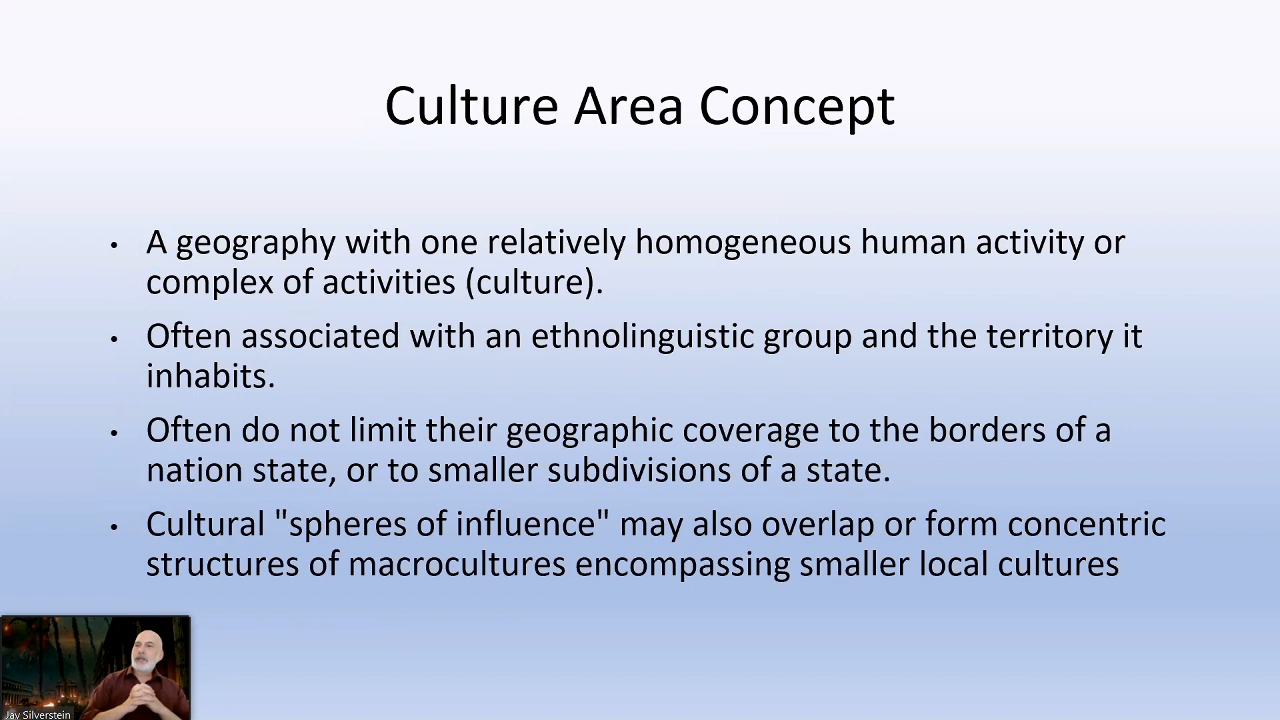 Culture Area Concept
• A geography with one relatively homogeneous human activity or
complex of activities (culture).
• Often associated with an ethnolinguistic group and the territory it
inhabits.
• Often do not limit their geographic coverage to the borders of a
nation state, or to smaller subdivisions of a state.
• Cultural "spheres of influence" may also overlap or form concentric
structures of macrocultures encompassing smaller local cultures
Jay Silverstein